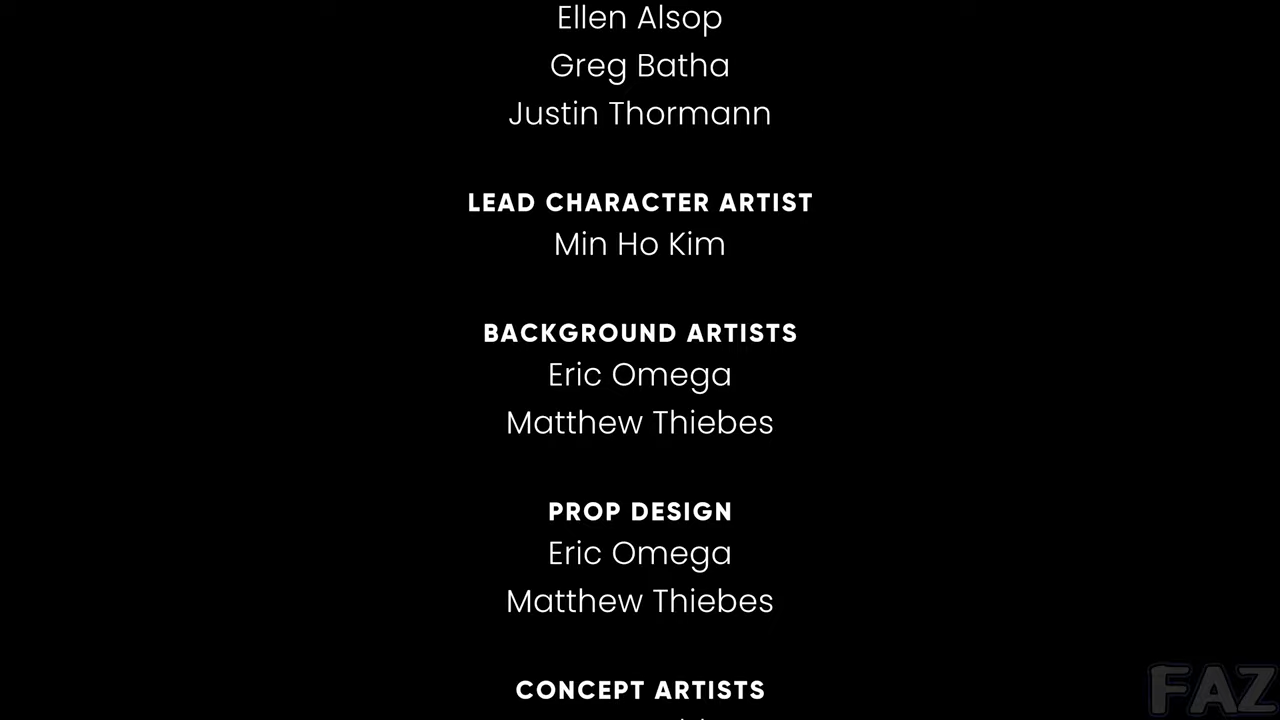 Ellen Alsop
Greg Batha
Justin Thormann
LEAD CHARACTER ARTIST
Min Ho Kim
BACKGROUND ARTISTS
Eric Omega
Matthew Thiebes
PROP DESIGN
Eric Omega
Matthew Thiebes
CONCEPT ARTISTS
FAZ